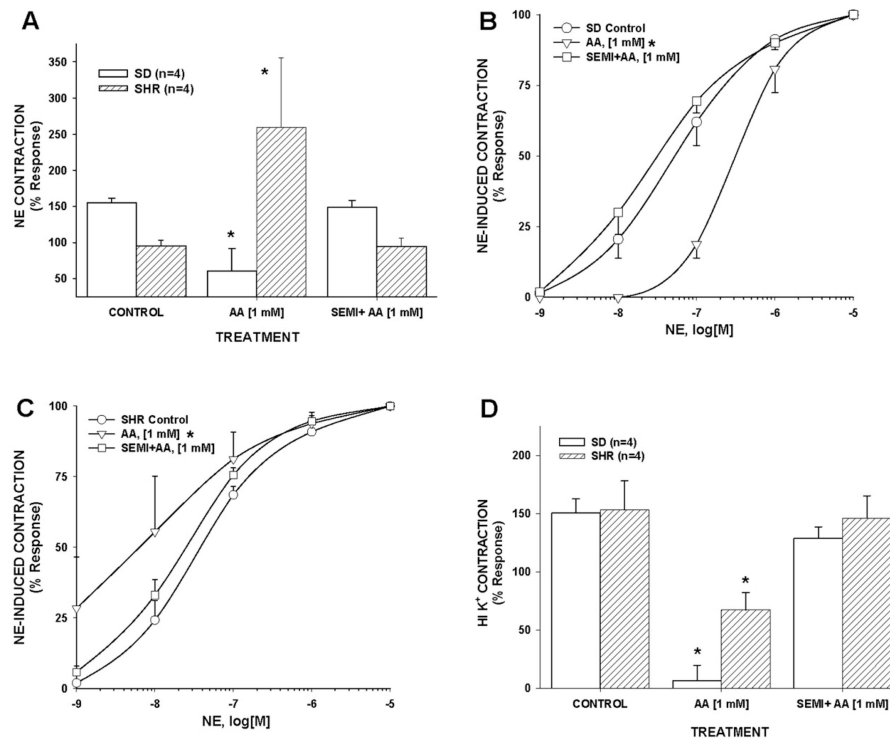 A
NE CONTRACTION
(% Response)
350
300
250
200
150
100
50
SD (n=4)
SHR (n=4)
*
*
CONTROL
AA [1 mM]
SEMI+ AA [1 mM]
TREATMENT
B
NE-INDUCED CONTRACTION
(% Response)
100
75
50
25
0
SD Control
AA, [1 mM] *
SEMI+AA, [1 mM]
-9
-8
-7
-6
-5
NE, log[M]
C
NE-INDUCED CONTRACTION
(% Response)
100
75
50
25
0
SHR Control
AA, [1 mM] *
SEMI+AA, [1 mM]
-9
-8
-7
-6
-5
NE, log[M]
D
HI K+ CONTRACTION
(% Response)
200
150
100
50
0
SD (n=4)
SHR (n=4)
*
*
CONTROL
AA [1 mM]
SEMI+ AA [1 mM]
TREATMENT